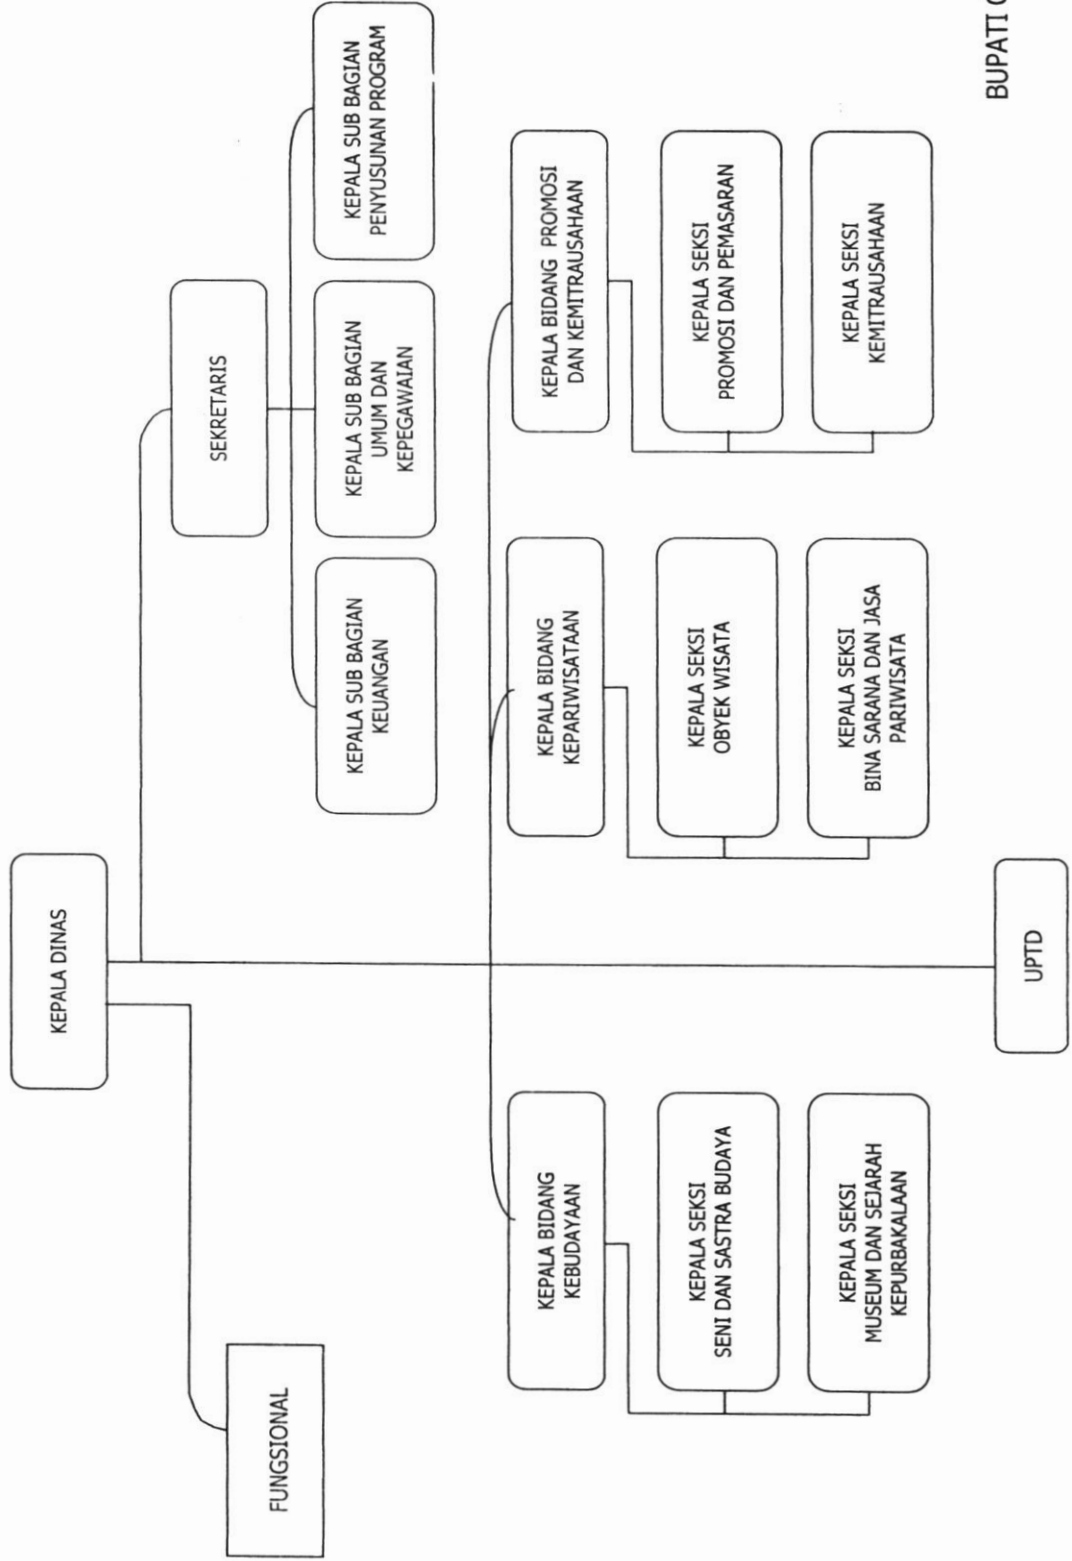 KEPALA DINAS
FUNGSIONAL
SEKRETARIS
KEPALA SUB BAGIAN
KEUANGAN
KEPALA SUB BAGIAN
UMUM DAN
KEPEGAWAIAN
KEPALA SUB BAGIAN
PENYUSUNAN PROGRAM
KEPALA BIDANG
KEBUDAYAAN
KEPALA SEKSI
SENI DAN SASTRA BUDAYA
KEPALA SEKSI
MUSEUM DAN SEJARAH
KEPURBAKALAAN
KEPALA BIDANG
KEPARIWISATAAN
KEPALA SEKSI
OBYEK WISATA
KEPALA SEKSI
BINA SARANA DAN JASA
PARIWISATA
KEPALA BIDANG PROMOSI
DAN KEMITRAUSAHAAN
KEPALA SEKSI
PROMOSI DAN PEMASARAN
KEPALA SEKSI
KEMITRAUSAHAAN
UPTD
BUPATI